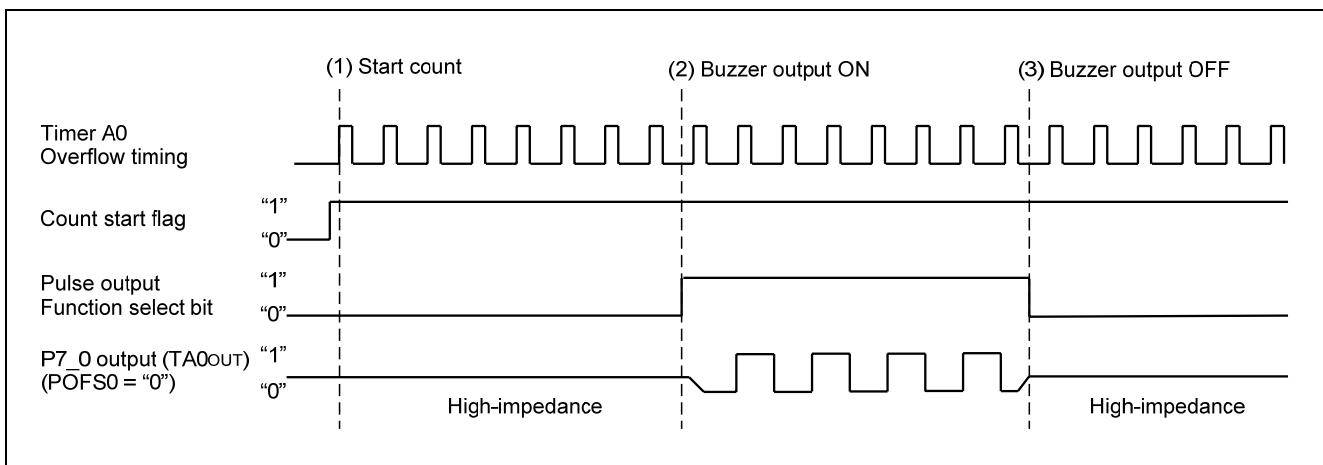 (1) Start count
(2) Buzzer output ON
(3) Buzzer output OFF
Timer A0
Overflow timing
Count start flag
“1”
“0”
Pulse output
Function select bit
“1”
“0”
P7_0 output (TA0OUT)
(POFS0 = “0”)
“1”
“0”
High-impedance
High-impedance